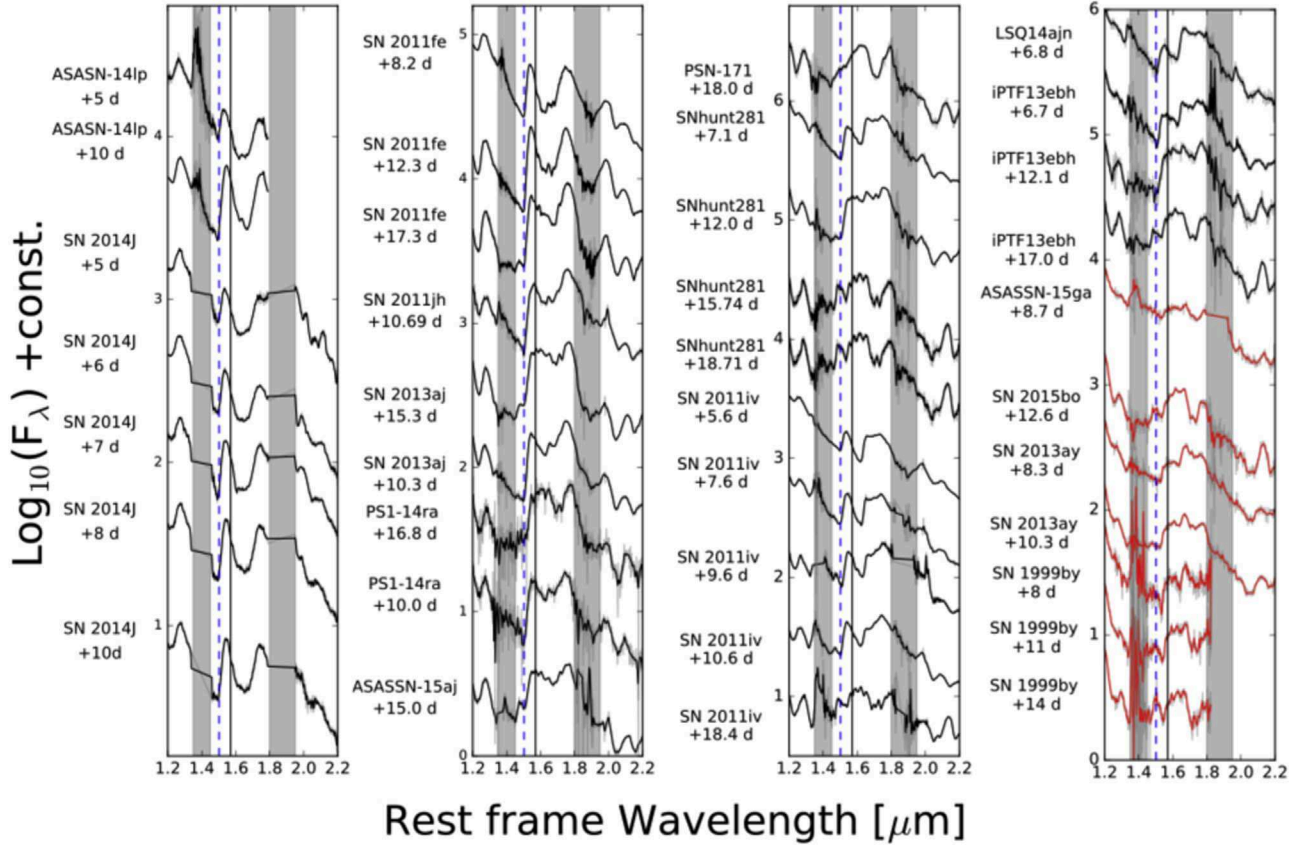 Log10(Fλ) +const.
ASASN-14lp
+5 d
ASASN-14lp
+10 d
SN 2014J
+5 d
SN 2014J
+6 d
SN 2014J
+7 d
SN 2014J
+8 d
SN 2014J
+10d
4
3
2
1
1.2 1.4 1.6 1.8 2.0 2.2
SN 2011fe
+8.2 d
SN 2011fe
+12.3 d
SN 2011fe
+17.3 d
SN 2011jh
+10.69 d
SN 2013aj
+15.3 d
SN 2013aj
+10.3 d
PS1-14ra
+16.8 d
PS1-14ra
+10.0 d
ASASSN-15aj
+15.0 d
5
4
3
2
1
0
1.2 1.4 1.6 1.8 2.0 2.2
PSN-171
+18.0 d
SNhunt281
+7.1 d
SNhunt281
+12.0 d
SNhunt281
+15.74 d
SNhunt281
+18.71 d
SN 2011iv
+5.6 d
SN 2011iv
+7.6 d
SN 2011iv
+9.6 d
SN 2011iv
+10.6 d
SN 2011iv
+18.4 d
6
5
4
3
2
1
1.2 1.4 1.6 1.8 2.0 2.2
LSQ14ajn
+6.8 d
iPTF13ebh
+6.7 d
iPTF13ebh
+12.1 d
iPTF13ebh
+17.0 d
ASASSN-15ga
+8.7 d
SN 2015bo
+12.6 d
SN 2013ay
+8.3 d
SN 2013ay
+10.3 d
SN 1999by
+8 d
SN 1999by
+11 d
SN 1999by
+14 d
6
5
4
3
2
1
0
1.2 1.4 1.6 1.8 2.0 2.2
Rest frame Wavelength [μm]